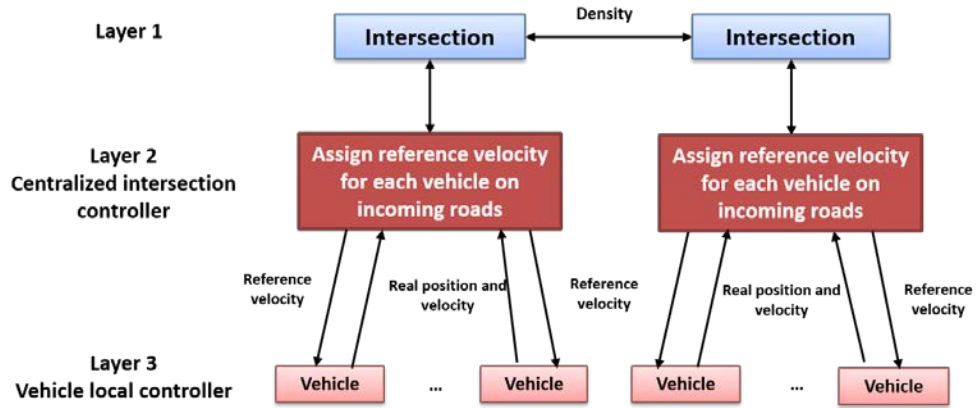 Density
Layer 1
Intersection
Intersection
Layer 2
Centralized intersection
controller
Assign reference velocity
for each vehicle on
incoming roads
Assign reference velocity
for each vehicle on
incoming roads
Reference
velocity
Real position and
velocity
Reference
velocity
Real position and
velocity
Reference
velocity
Layer 3
Vehicle local controller
Vehicle
...
Vehicle
Vehicle
...
Vehicle